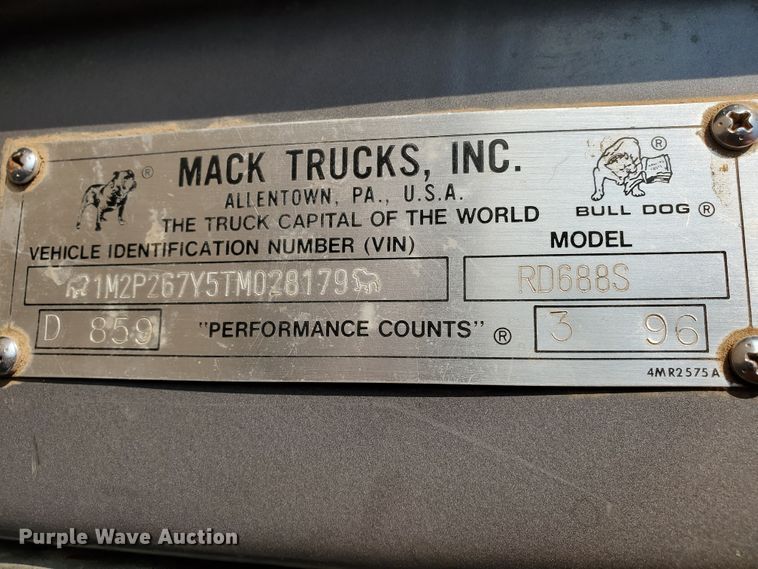 MACK TRUCKS, INC.
ALLENTOWN, PA., U.S.A.
THE TRUCK CAPITAL OF THE WORLD
® ®
BULL DOG ®
VEHICLE IDENTIFICATION NUMBER (VIN)
MODEL
1M2P267Y5TM028179
RD688S
D 859
"PERFORMANCE COUNTS" ®
3 96
4MR2575A
Purple Wave Auction